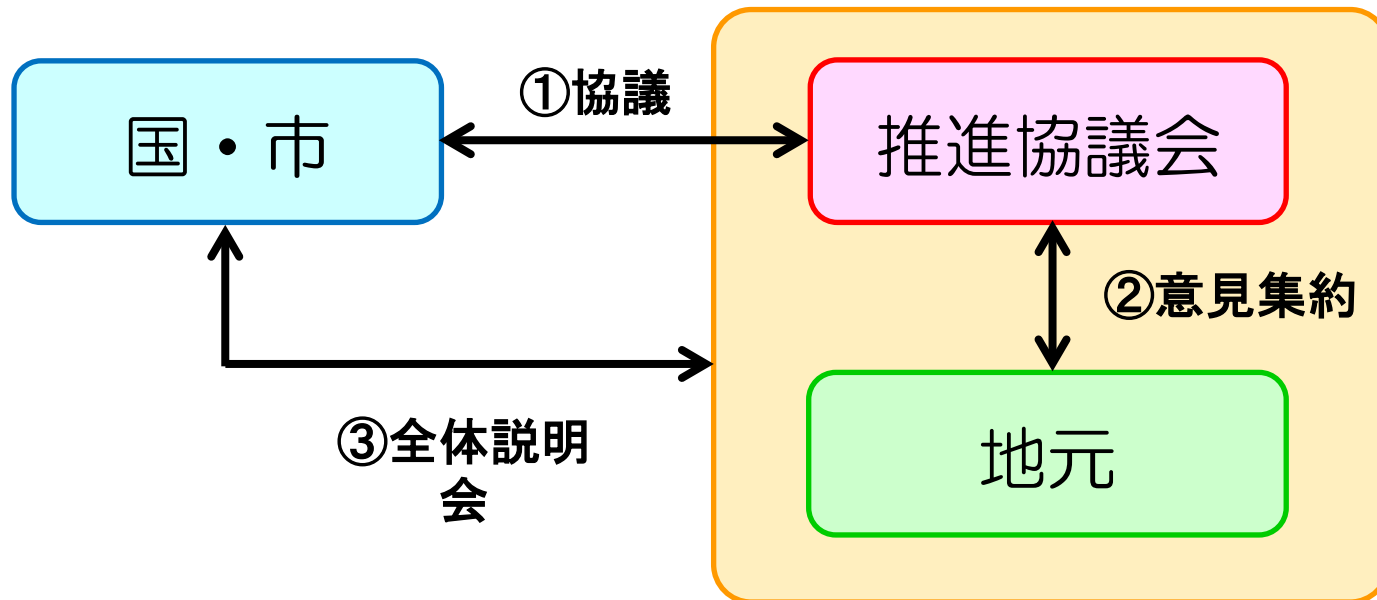 ①協議
国・市
推進協議会
②意見集約
③全体説明
会
地元